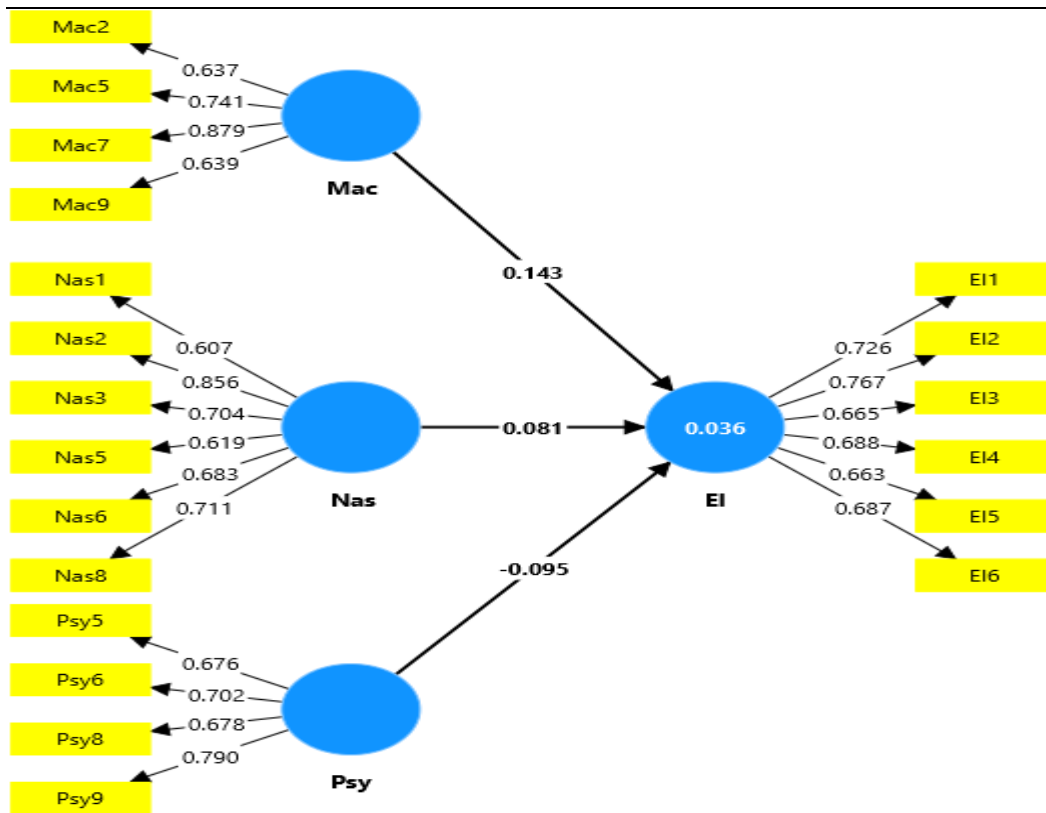 Mac2
Mac5
Mac7
Mac9
0.637
0.741
0.879
0.639
Mac
0.143
Nas1
Nas2
Nas3
Nas5
Nas6
Nas8
0.607
0.856
0.704
0.619
0.683
0.711
Nas
0.081
Psy5
Psy6
Psy8
Psy9
0.676
0.702
0.678
0.790
Psy
-0.095
0.036
EI
0.726
0.767
0.665
0.688
0.663
0.687
EI1
EI2
EI3
EI4
EI5
EI6